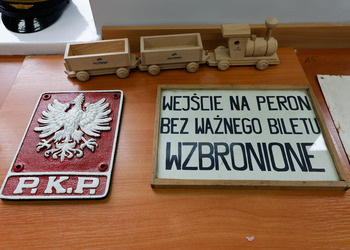 WEJŚCIE NA PERON
BEZ WAŻNEGO BILETU
WZBRONIONE
P.K.P.